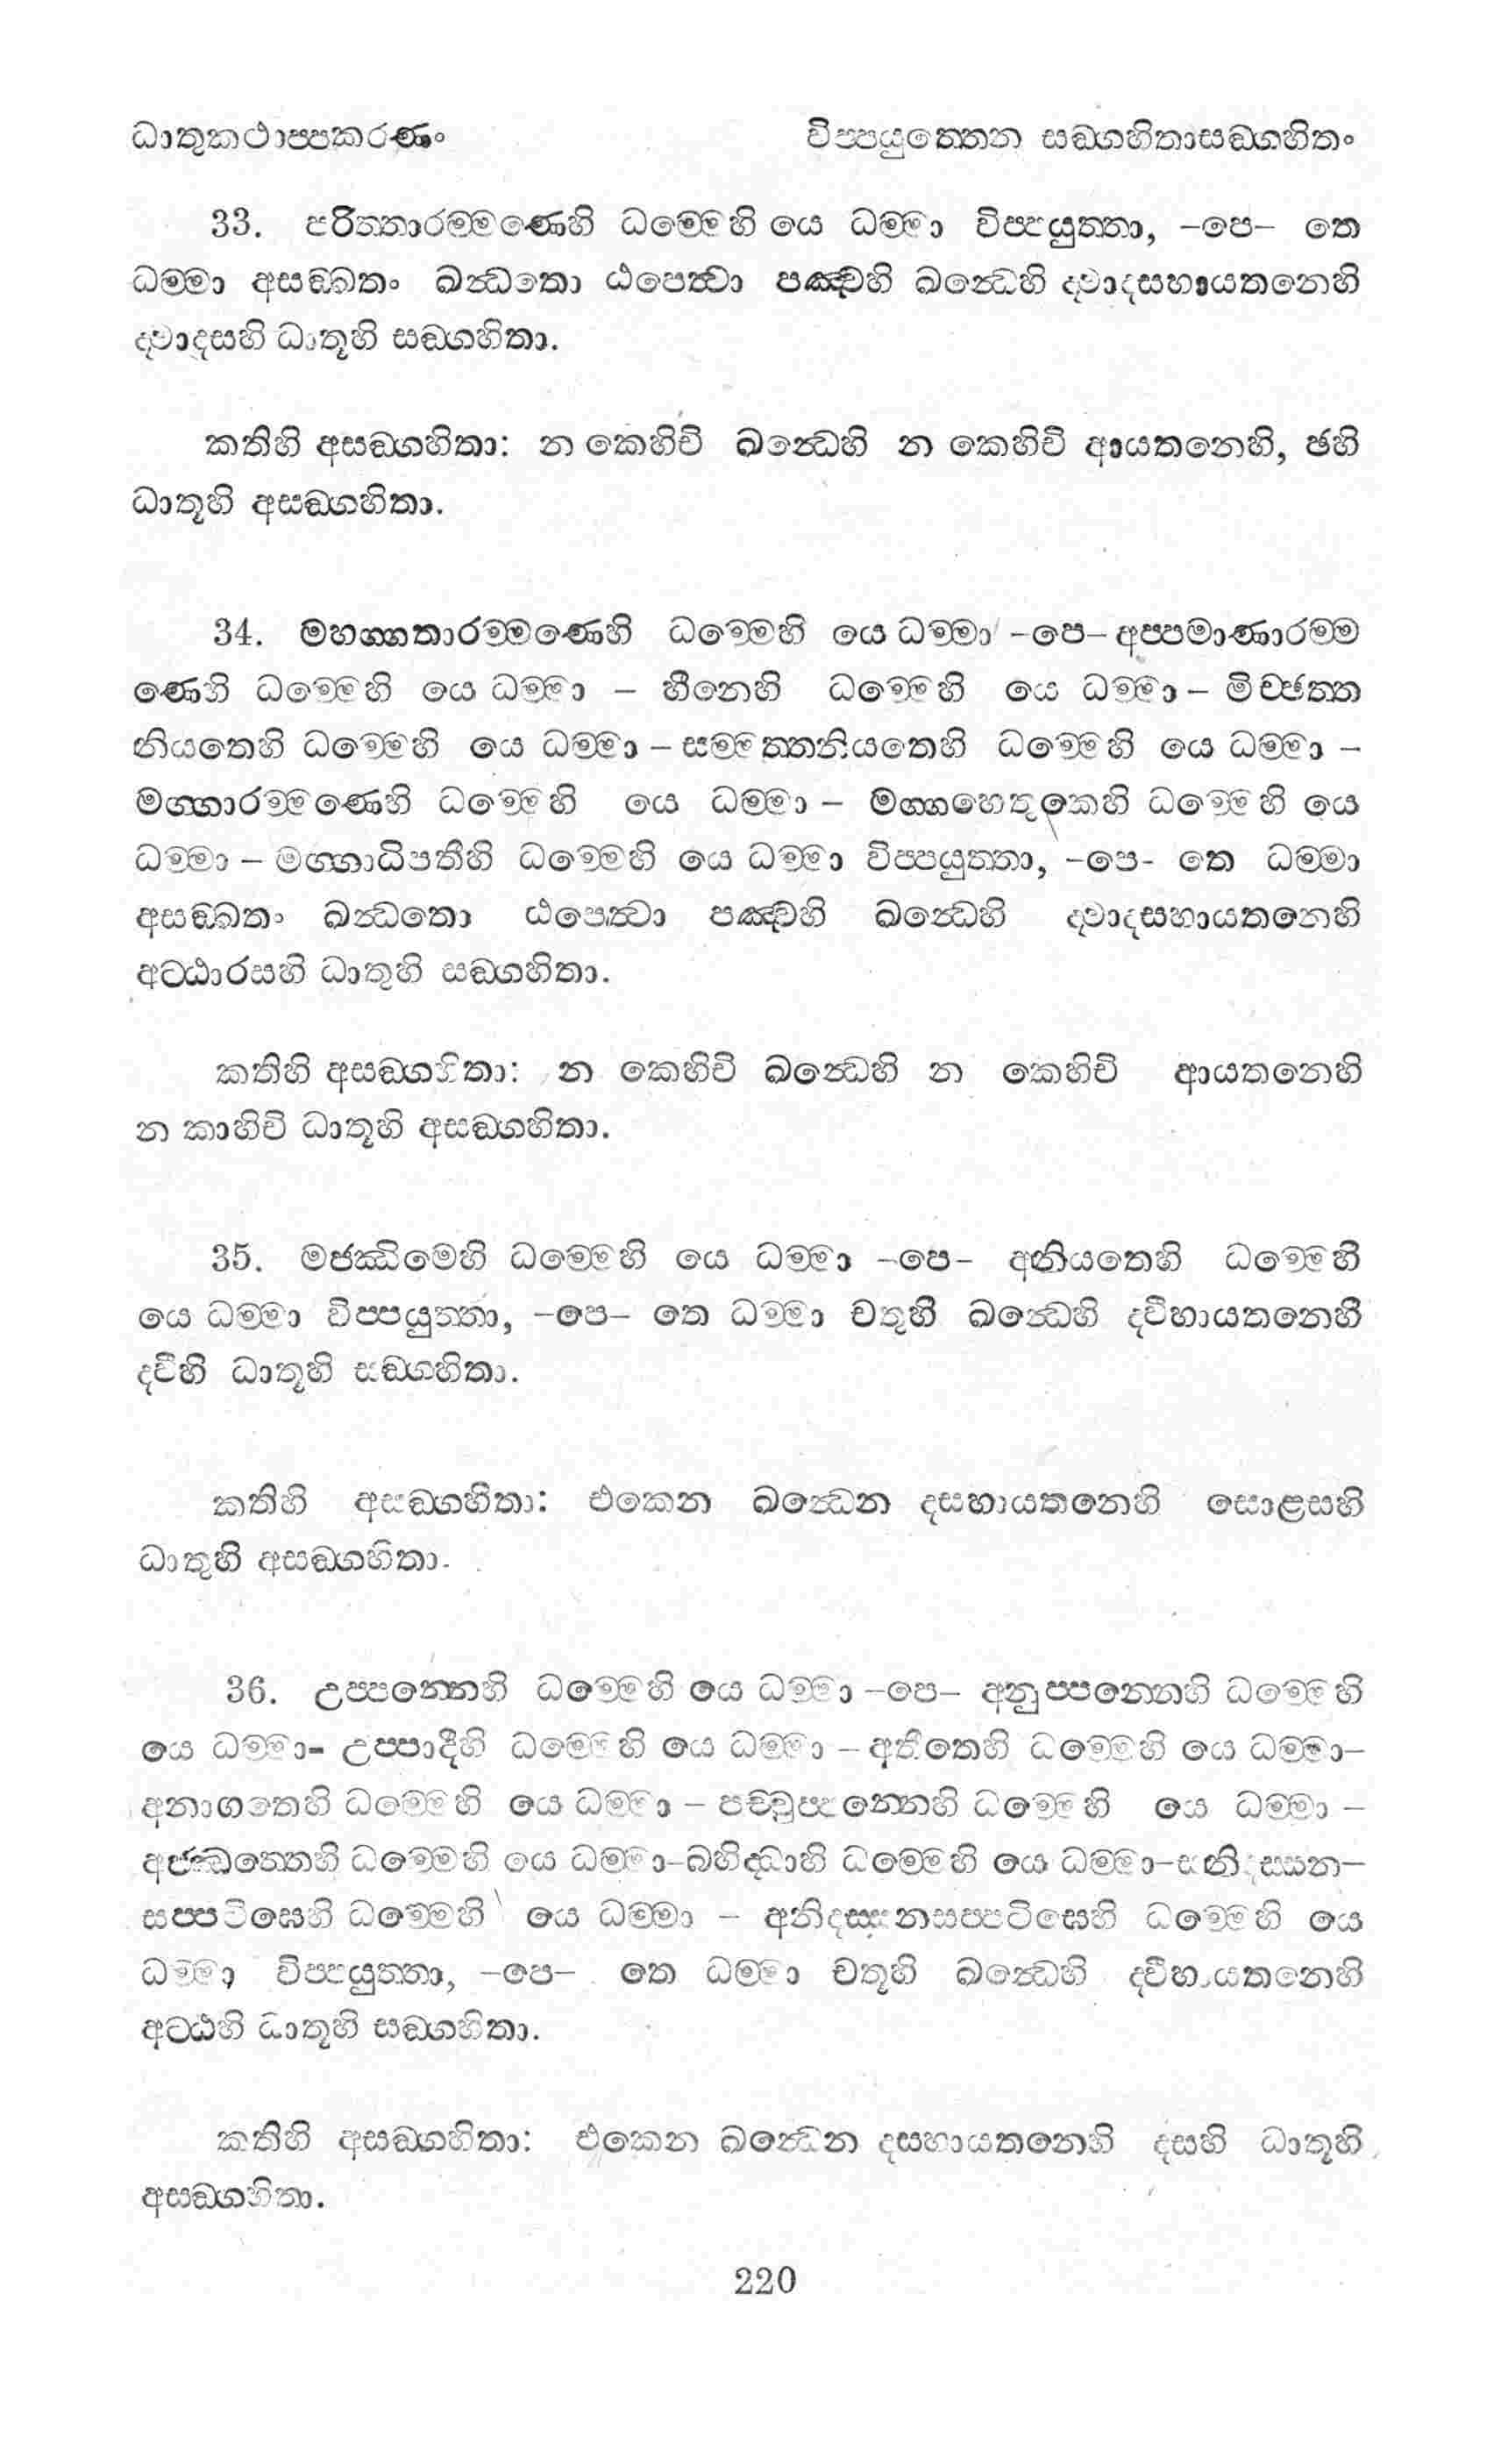 ධාතුකථාප්පකරණං විප්පයුත්තෙන සඞ්ගහිතාසඞ්ගහිතං
33. පරිත්තාරම්මණෙහි ධම්මෙහි යෙ ධම්මා විප්පයුත්තා, -පෙ- තෙ
ධම්මා අසඞ්ඛතං ඛන්ධතො ඨපෙත්වා පඤ්චහි ඛන්ධෙහි ද්වාදසහායතනෙහි
ද්වාදසහි ධාතූහි සඞ්ගහිතා.
කතිහි අසඞ්ගහිතා: න කෙහිචි ඛන්ධෙහි න කෙහිචි ආයතනෙහි, ඡහි
ධාතූහි අසඞ්ගහිතා.
34. මහග්ගතාරම්මණෙහි ධම්මෙහි යෙ ධම්මා -පෙ- අප්පමාණාරම්ම
ණෙහි ධම්මෙහි යෙ ධම්මා - හීනෙහි ධම්මෙහි යෙ ධම්මා - මිච්ඡත්ත
නියතෙහි ධම්මෙහි යෙ ධම්මා - සම්මත්තනියතෙහි ධම්මෙහි යෙ ධම්මා -
මග්ගාරම්මණෙහි ධම්මෙහි යෙ ධම්මා - මග්ගහෙතුකෙහි ධම්මෙහි යෙ
ධම්මා - මග්ගාධිපතීහි ධම්මෙහි යෙ ධම්මා විප්පයුත්තා, -පෙ- තෙ ධම්මා
අසඞ්ඛතං ඛන්ධතො ඨපෙත්වා පඤ්චහි ඛන්ධෙහි ද්වාදසහායතනෙහි
අට්ඨාරසහි ධාතුහි සඞ්ගහිතා.
කතිහි අසඞ්ගහිතා: න කෙහිචි ඛන්ධෙහි න කෙහිචි ආයතනෙහි
න කාහිචි ධාතූහි අසඞ්ගහිතා.
35. මජ්ඣිමෙහි ධම්මෙහි යෙ ධම්මා -පෙ- අනියතෙහි ධම්මෙහි
යෙ ධම්මා විප්පයුත්තා, -පෙ- තෙ ධම්මා චතුහි ඛන්ධෙහි ද්වීහායතනෙහි
ද්වීහි ධාතූහි සඞ්ගහිතා.
කතිහි අසඞ්ගහිතා: එකෙන ඛන්ධෙන දසහායතනෙහි සොළසහි
ධාතුහි අසඞ්ගහිතා.
36. උප්පන්නෙහි ධම්මෙහි යෙ ධම්මා -පෙ- අනුප්පන්නෙහි ධම්මෙහි
යෙ ධම්මා- උප්පාදීහි ධම්මෙහි යෙ ධම්මා - අතීතෙහි ධම්මෙහි යෙ ධම්මා-
අනාගතෙහි ධම්මෙහි යෙ ධම්මා - පච්චුප්පන්නෙහි ධම්මෙහි යෙ ධම්මා -
අජ්ඣත්තෙහි ධම්මෙහි යෙ ධම්මා-බහිද්ධාහි ධම්මෙහි යෙ ධම්මා-සනිදස්සන-
සප්පටිඝෙහි ධම්මෙහි යෙ ධම්මා - අනිදස්සනසප්පටිඝෙහි ධම්මෙහි යෙ
ධම්මා විප්පයුත්තා, -පෙ- තෙ ධම්මා චතූහි ඛන්ධෙහි ද්වීහායතනෙහි
අට්ඨහි ධාතූහි සඞ්ගහිතා.
කතිහි අසඞ්ගහිතා: එකෙන ඛන්ධෙන දසහායතනෙහි දසහි ධාතූහි
අසඞ්ගහිතා.
220